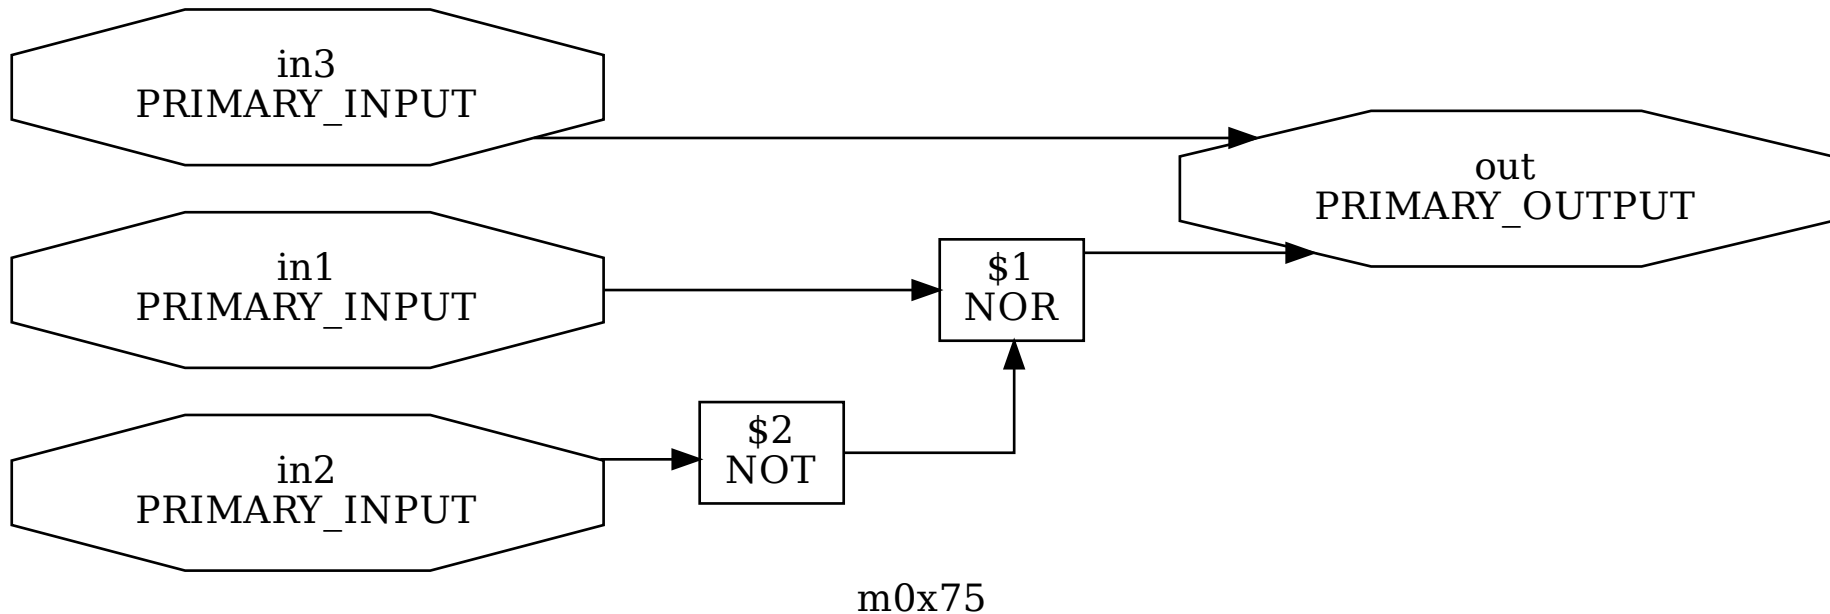 in3
PRIMARY_INPUT
out
PRIMARY_OUTPUT
in1
PRIMARY_INPUT
$1
NOR
$2
NOT
in2
PRIMARY_INPUT
m0x75